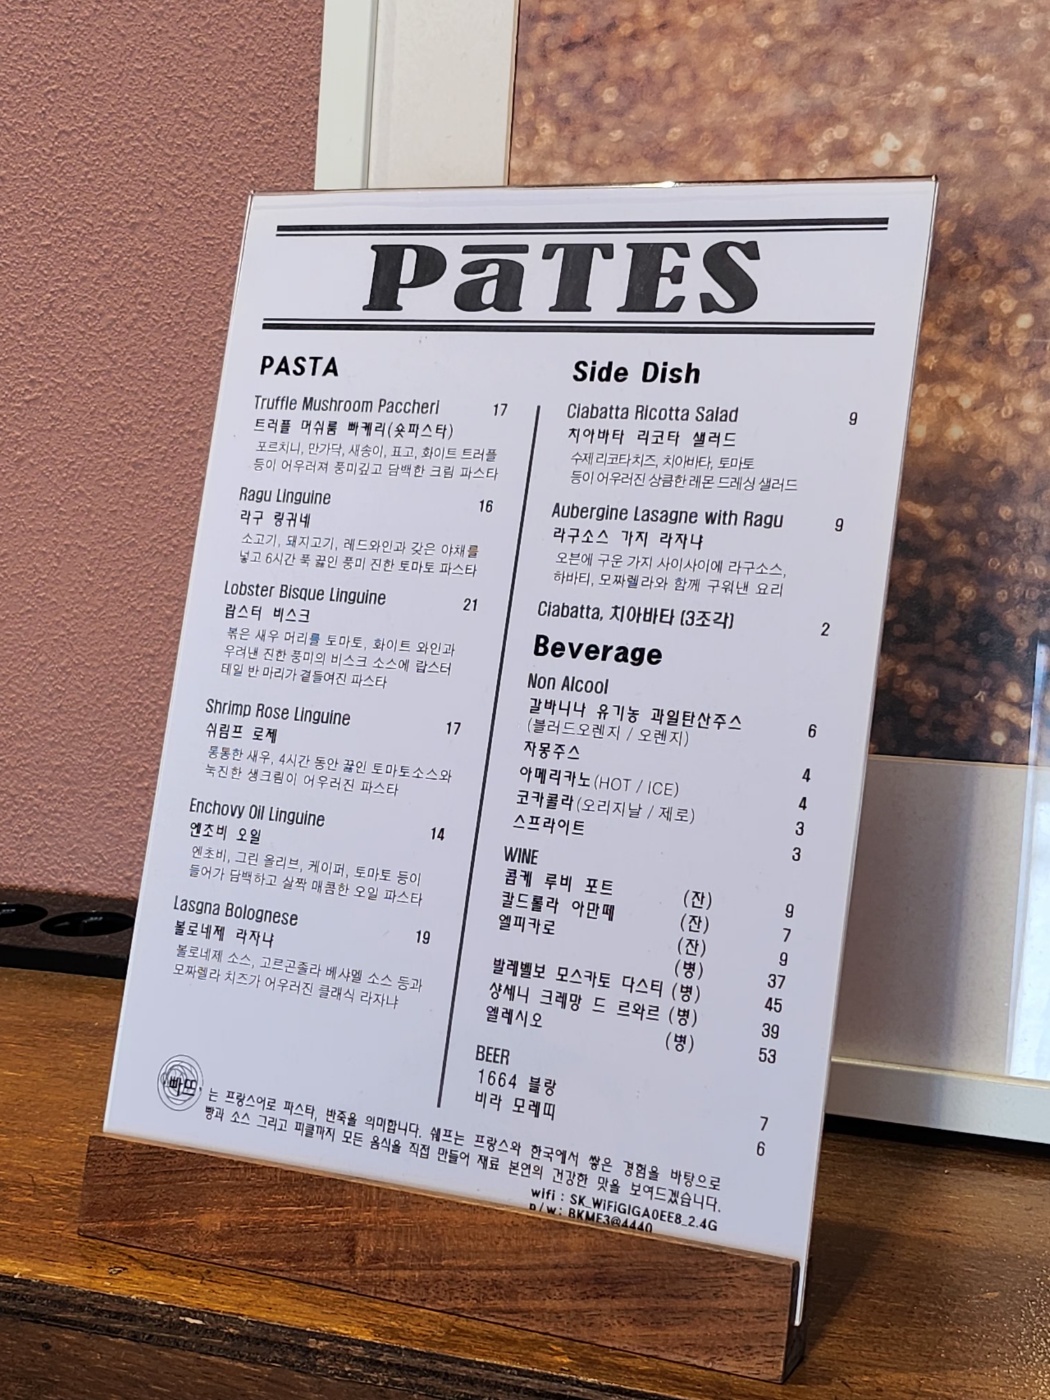 PāTES
PASTA
Truffle Mushroom Paccheri 17
트러플 머쉬룸 빠케리(숏파스타)
포르치니, 만가닥, 새송이, 표고, 화이트 트러플
등이 어우러져 풍미깊고 담백한 크림 파스타
Ragu Linguine 16
라구 링귀네
소고기, 돼지고기, 레드와인과 갖은 야채를
넣고 6시간 푹 끓인 풍미 진한 토마토 파스타
Lobster Bisque Linguine 21
랍스터 비스크
볶은 새우 머리를 토마토, 화이트 와인과
우려낸 진한 풍미의 비스크 소스에 랍스터
테일 반 마리가 곁들여진 파스타
Shrimp Rose Linguine 17
쉬림프 로제
통통한 새우, 4시간 동안 끓인 토마토소스와
녹진한 생크림이 어우러진 파스타
Enchovy Oil Linguine 14
엔초비 오일
엔초비, 그린 올리브, 케이퍼, 토마토 등이
들어가 담백하고 살짝 매콤한 오일 파스타
Lasgna Bolognese 19
볼로네제 라자냐
볼로네제 소스, 고르곤졸라 베샤멜 소스 등과
모짜렐라 치즈가 어우러진 클래식 라자냐
Side Dish
Ciabatta Ricotta Salad 9
치아바타 리코타 샐러드
수제 리코타치즈, 치아바타, 토마토
등이 어우러진 상큼한 레몬 드레싱 샐러드
Aubergine Lasagne with Ragu 9
라구소스 가지 라자냐
오븐에 구운 가지 사이사이에 라구소스,
하바티, 모짜렐라와 함께 구워낸 요리
Ciabatta, 치아바타 (3조각) 2
Beverage
Non Alcool
갈바니나 유기농 과일탄산주스 6
(블러드오렌지 / 오렌지)
자몽주스 4
아메리카노(HOT / ICE) 4
코카콜라(오리지날 / 제로) 3
스프라이트 3
WINE
콥케 루비 포트 (잔) 9
칼드롤라 아만떼 (잔) 7
엘피카로 (잔) 9
(병) 37
발레벨보 모스카토 다스티 (병) 45
샹세니 크레망 드 르와르 (병) 39
엘레시오 (병) 53
BEER
1664 블랑 7
비라 모레띠 6
'빠뜨' 는 프랑스어로 파스타, 반죽을 의미합니다. 쉐프는 프랑스와 한국에서 쌓은 경험을 바탕으로
빵과 소스 그리고 피클까지 모든 음식을 직접 만들어 재료 본연의 건강한 맛을 보여드리겠습니다.
wifi : SK_WiFiGIGA0EE8_2.4G
p/w : BKME3@4440